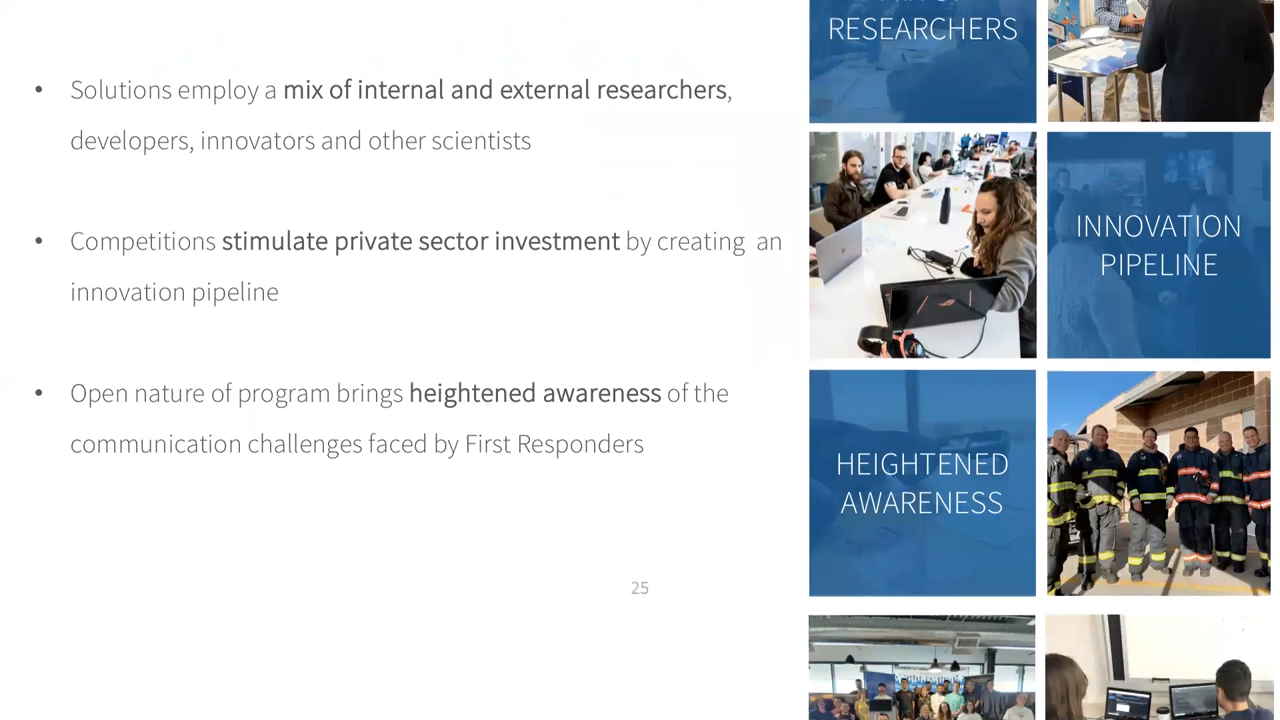 • Solutions employ a mix of internal and external researchers,
developers, innovators and other scientists
• Competitions stimulate private sector investment by creating an
innovation pipeline
• Open nature of program brings heightened awareness of the
communication challenges faced by First Responders
25
RESEARCHERS
INNOVATION
PIPELINE
HEIGHTENED
AWARENESS